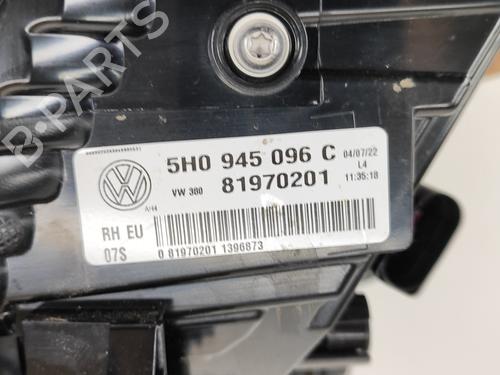 5H0 945 096 C 04/07/22
L4
VW 380 81970201 11:35:18
A/44
RH EU
07S 0 81970201 1396873
B-PARTS